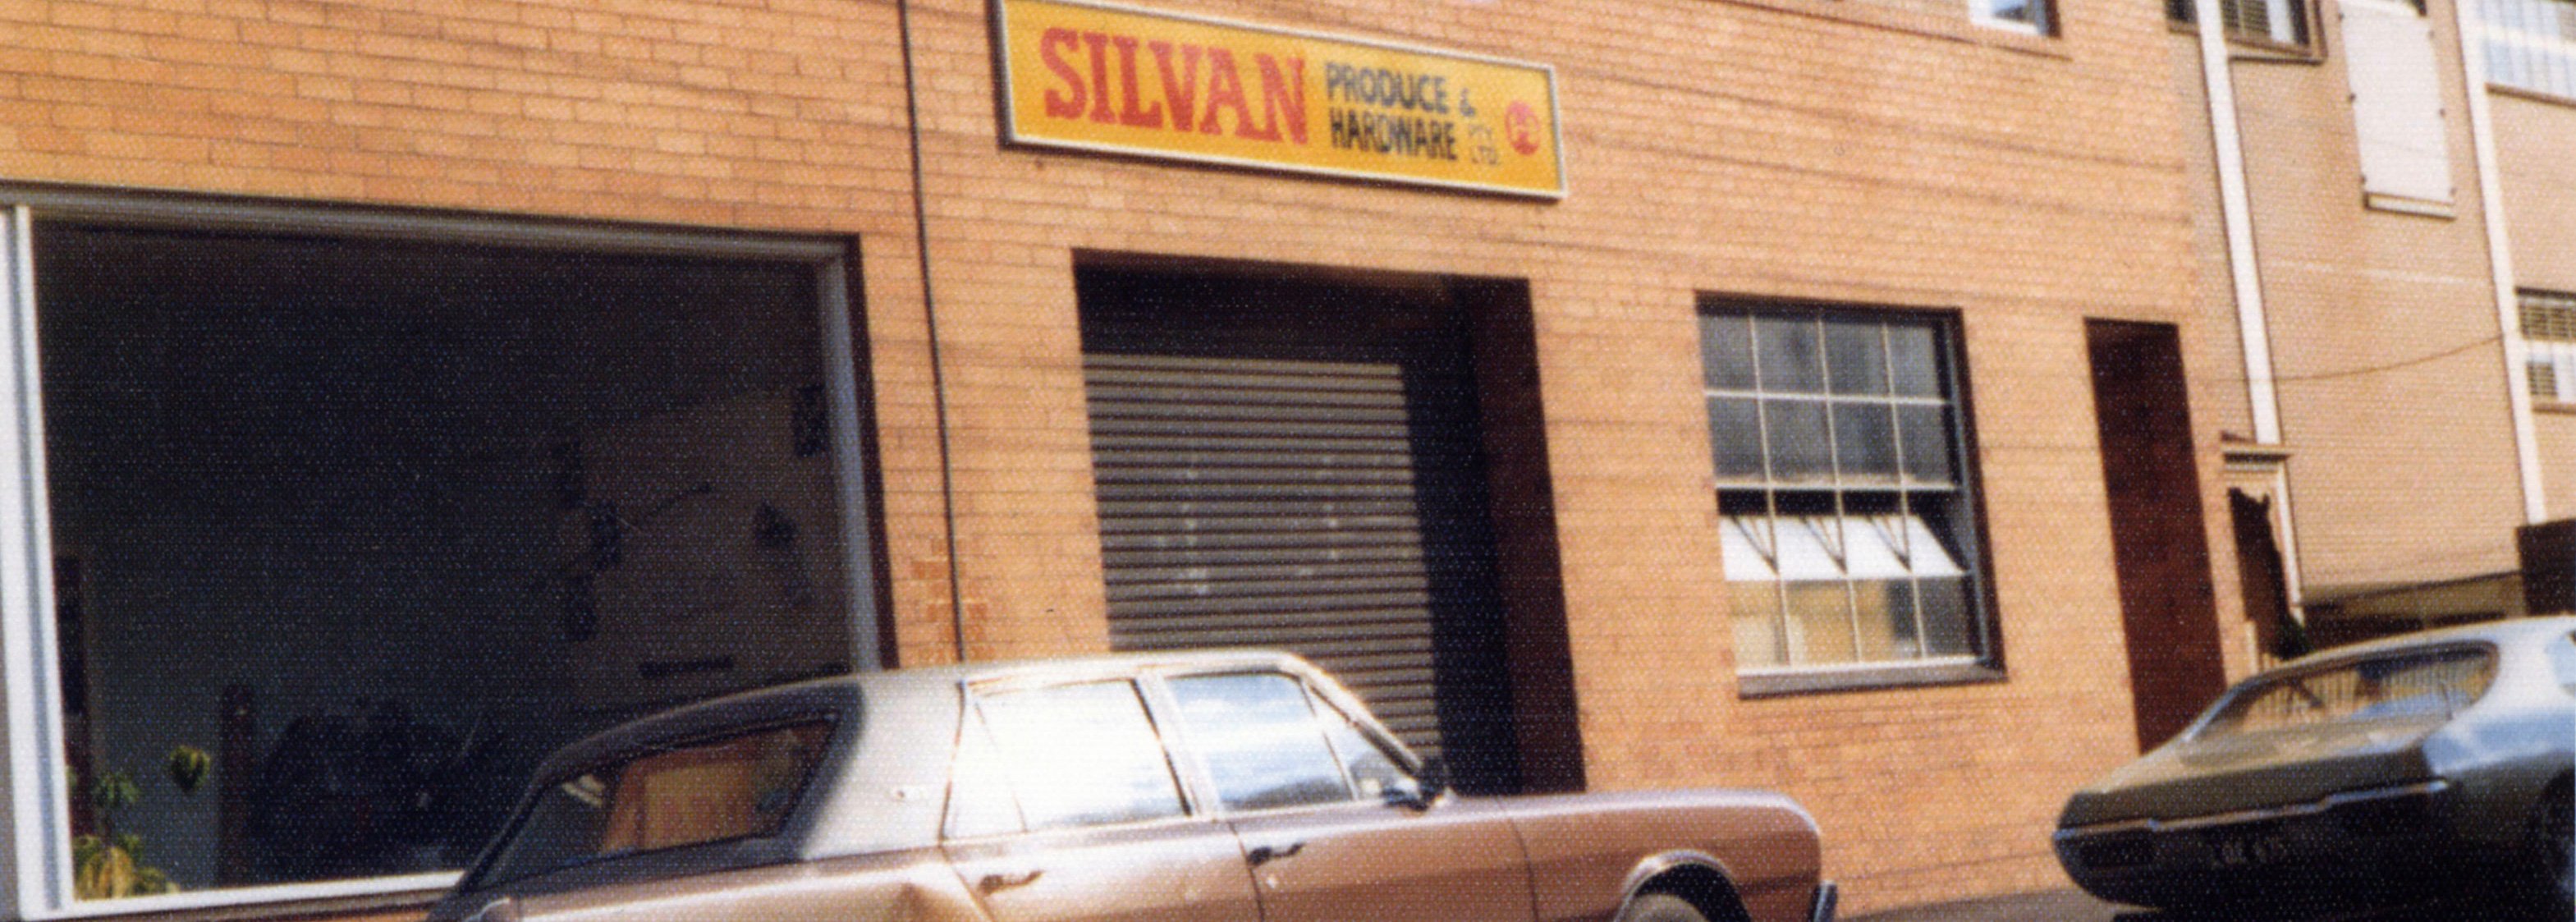 SILVAN
PRODUCE &
HARDWARE PTY. LTD.